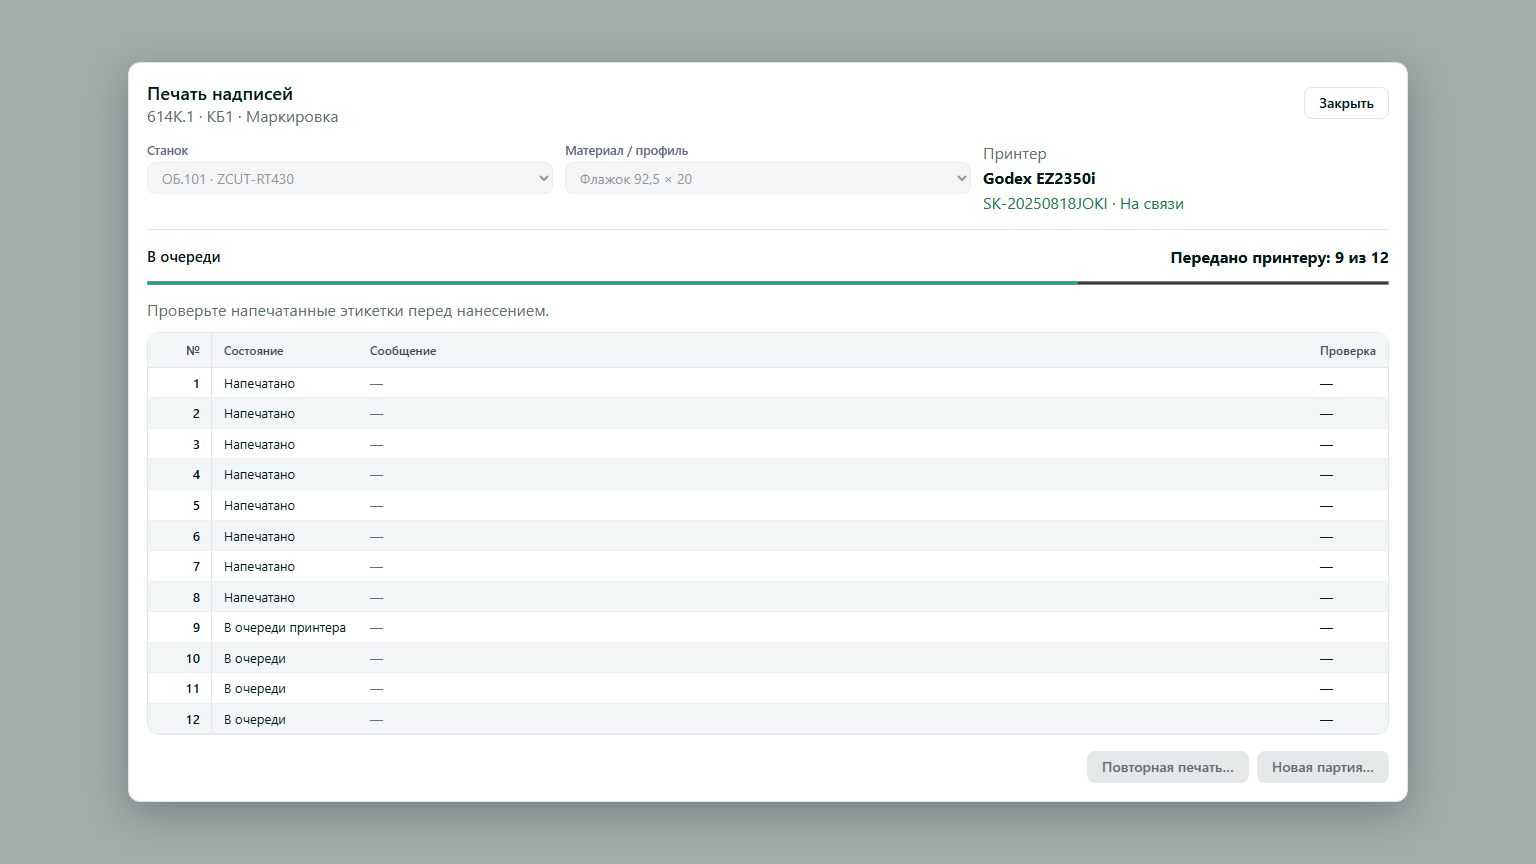 Печать надписей
614К.1 · КБ1 · Маркировка
Закрыть
Станок
ОБ.101 · ZCUT-RT430
Материал / профиль
Флажок 92,5 × 20
Принтер
Godex EZ2350i
SK-20250818JOKI · На связи
В очереди
Передано принтеру: 9 из 12
Проверьте напечатанные этикетки перед нанесением.
№ Состояние Сообщение Проверка
1 Напечатано — —
2 Напечатано — —
3 Напечатано — —
4 Напечатано — —
5 Напечатано — —
6 Напечатано — —
7 Напечатано — —
8 Напечатано — —
9 В очереди принтера — —
10 В очереди — —
11 В очереди — —
12 В очереди — —
Повторная печать... Новая партия...